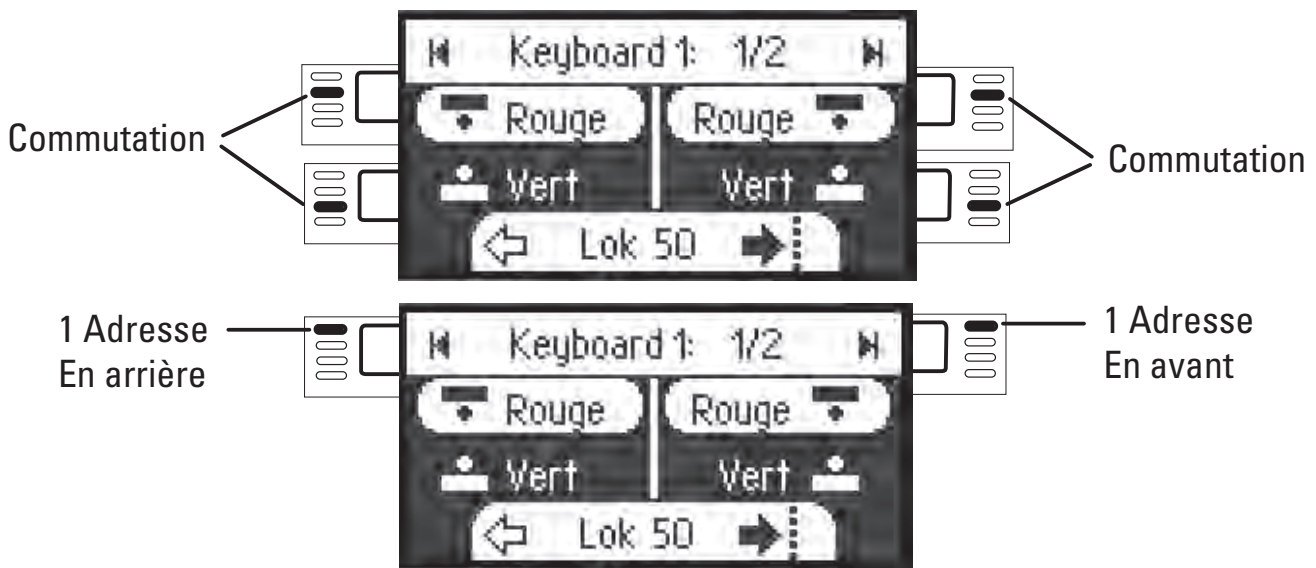 Keyboard 1: 1/2
Commutation
Rouge Rouge
Commutation
Vert Vert
Lok 50
1 Adresse
En arrière
Keyboard 1: 1/2
1 Adresse
En avant
Rouge Rouge
Vert Vert
Lok 50